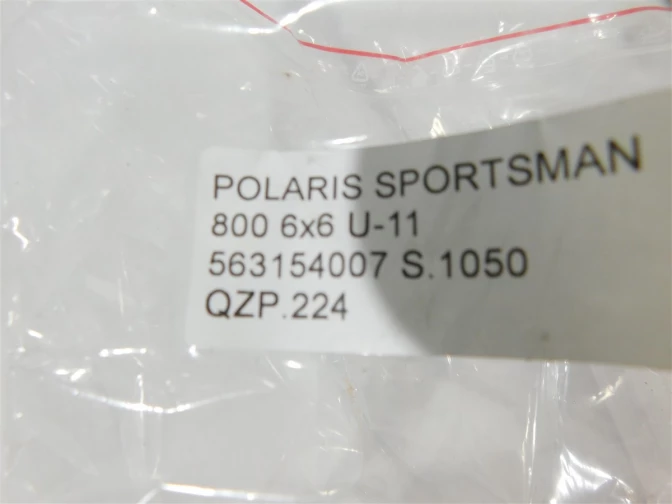 POLARIS SPORTSMAN
800 6x6 U-11
563154007 S.1050
QZP.224